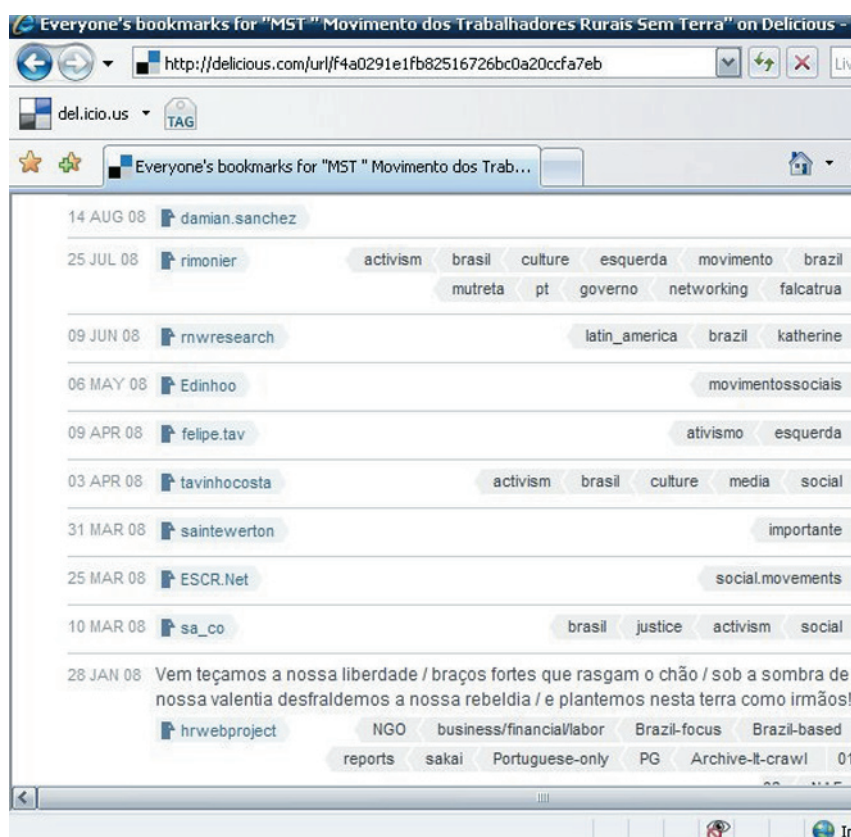 Everyone's bookmarks for "MST " Movimento dos Trabalhadores Rurais Sem Terra" on Delicious -
http://delicious.com/url/f4a0291e1fb82516726bc0a20ccfa7eb
del.icio.us TAG
Everyone's bookmarks for "MST " Movimento dos Trab...
14 AUG 08 damian.sanchez
25 JUL 08 rimonier activism brasil culture esquerda movimento brazil
mutreta pt governo networking falcatrua
09 JUN 08 rnwresearch latin_america brazil katherine
06 MAY 08 Edinhoo movimentossociais
09 APR 08 felipe.tav ativismo esquerda
03 APR 08 tavinhocosta activism brasil culture media social
31 MAR 08 saintewerton importante
25 MAR 08 ESCR.Net social.movements
10 MAR 08 sa_co brasil justice activism social
28 JAN 08 Vem teçamos a nossa liberdade / braços fortes que rasgam o chão / sob a sombra de
nossa valentia desfraldemos a nossa rebeldia / e plantemos nesta terra como irmãos!
hrwebproject NGO business/financial/labor Brazil-focus Brazil-based
reports sakai Portuguese-only PG Archive-It-crawl